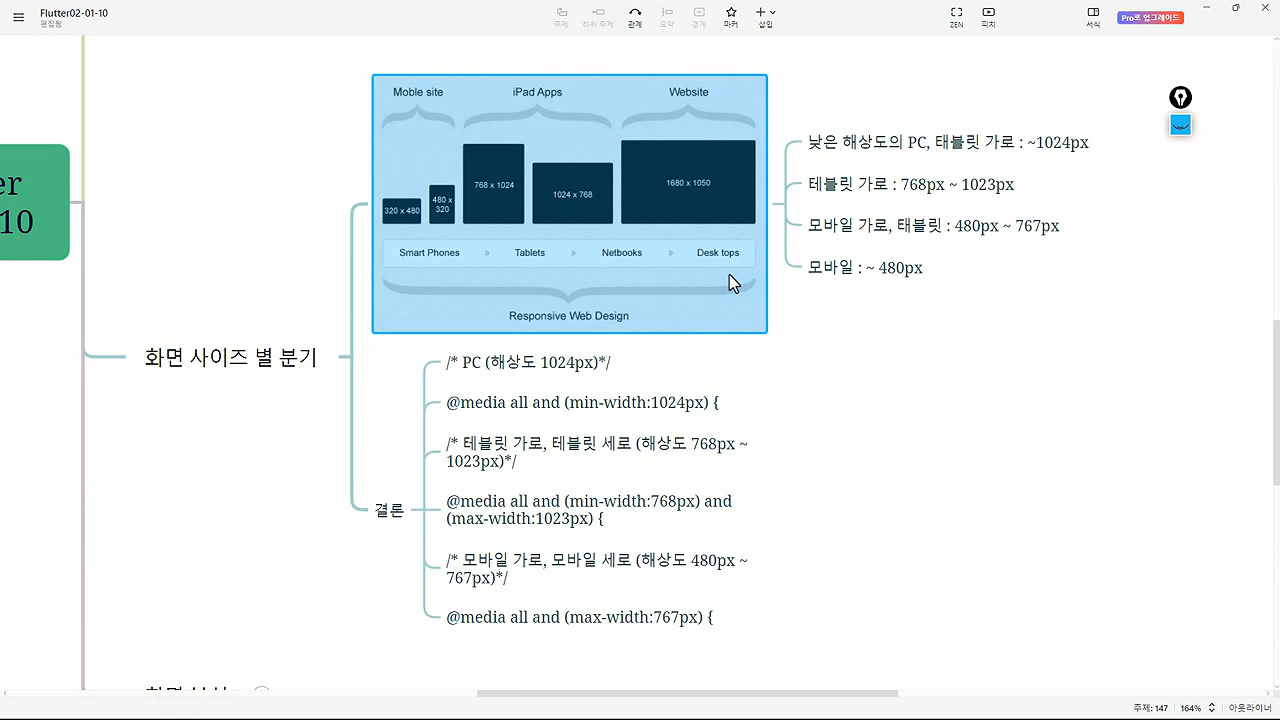 Flutter02-01-10
편집됨
주제
하위 주제
관계
요약
경계
마커
삽입
ZEN
피치
서식
Pro로 업그레이드
er
10
Moble site
iPad Apps
Website
320 x 480
480 x
320
768 x 1024
1024 x 768
1680 x 1050
Smart Phones » Tablets » Netbooks » Desk tops
Responsive Web Design
낮은 해상도의 PC, 태블릿 가로 : ~1024px
테블릿 가로 : 768px ~ 1023px
모바일 가로, 태블릿 : 480px ~ 767px
모바일 : ~ 480px
화면 사이즈 별 분기
결론
/* PC (해상도 1024px)*/
@media all and (min-width:1024px) {
/* 테블릿 가로, 테블릿 세로 (해상도 768px ~
1023px)*/
@media all and (min-width:768px) and
(max-width:1023px) {
/* 모바일 가로, 모바일 세로 (해상도 480px ~
767px)*/
@media all and (max-width:767px) {
주제: 147
164%
아웃라이너